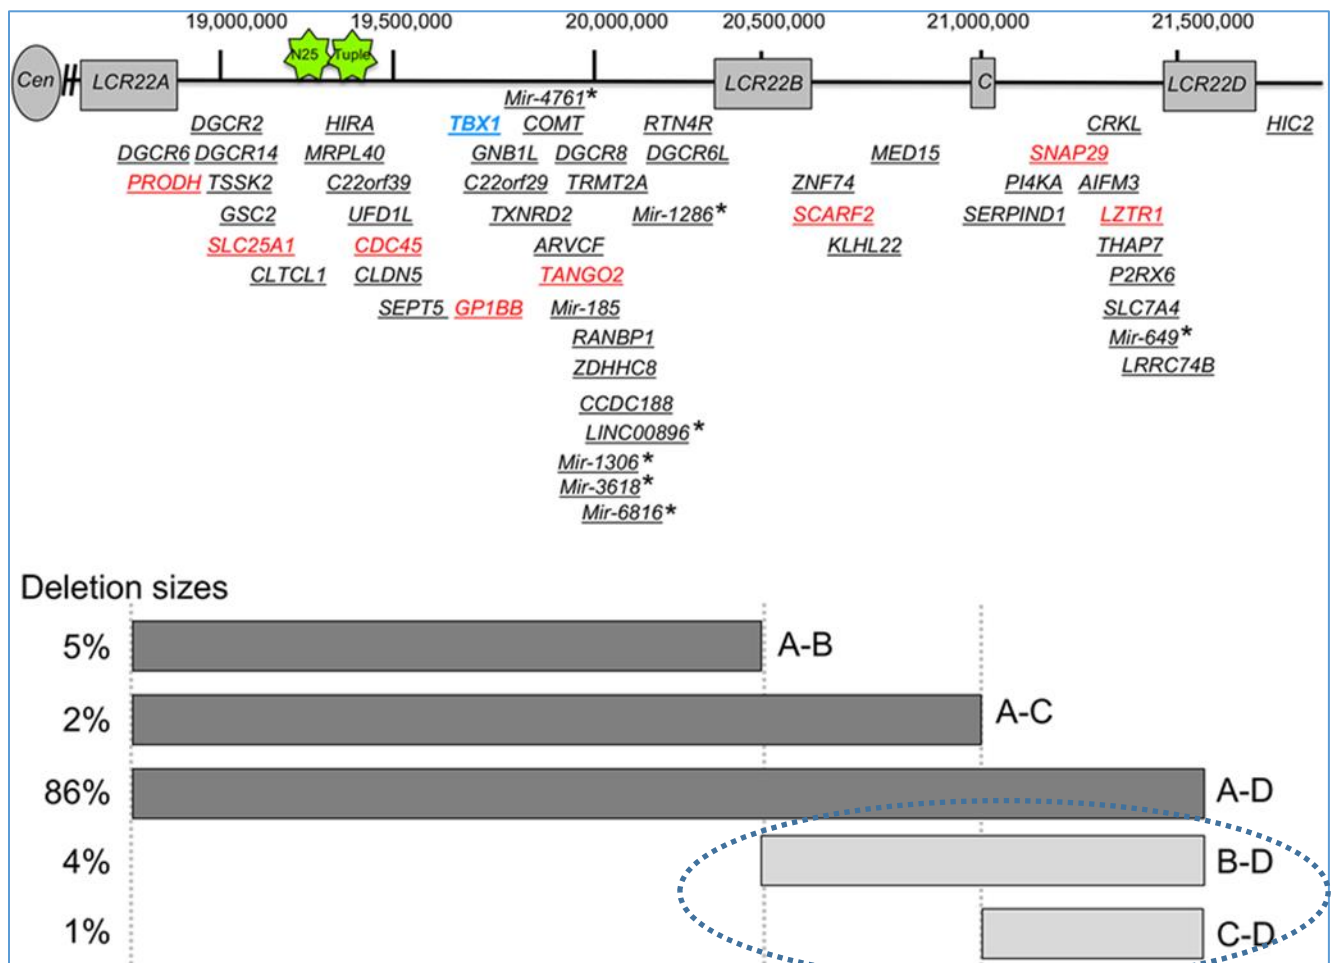 19,000,000 19,500,000 20,000,000 20,500,000 21,000,000 21,500,000
Cen LCR22A N25 Tuple LCR22B C LCR22D
Mir-4761*
DGCR2 HIRA TBX1 COMT RTN4R CRKL HIC2
DGCR6 DGCR14 MRPL40 GNB1L DGCR8 DGCR6L MED15 SNAP29
PRODH TSSK2 C22orf39 C22orf29 TRMT2A ZNF74 PI4KA AIFM3
GSC2 UFD1L TXNRD2 Mir-1286* SCARF2 SERPIND1 LZTR1
SLC25A1 CDC45 ARVCF KLHL22 THAP7
CLTCL1 CLDN5 TANGO2 P2RX6
SEPT5 GP1BB Mir-185 SLC7A4
RANBP1 Mir-649*
ZDHHC8 LRRC74B
CCDC188
LINC00896*
Mir-1306*
Mir-3618*
Mir-6816*
Deletion sizes
5% A-B
2% A-C
86% A-D
4% B-D
1% C-D